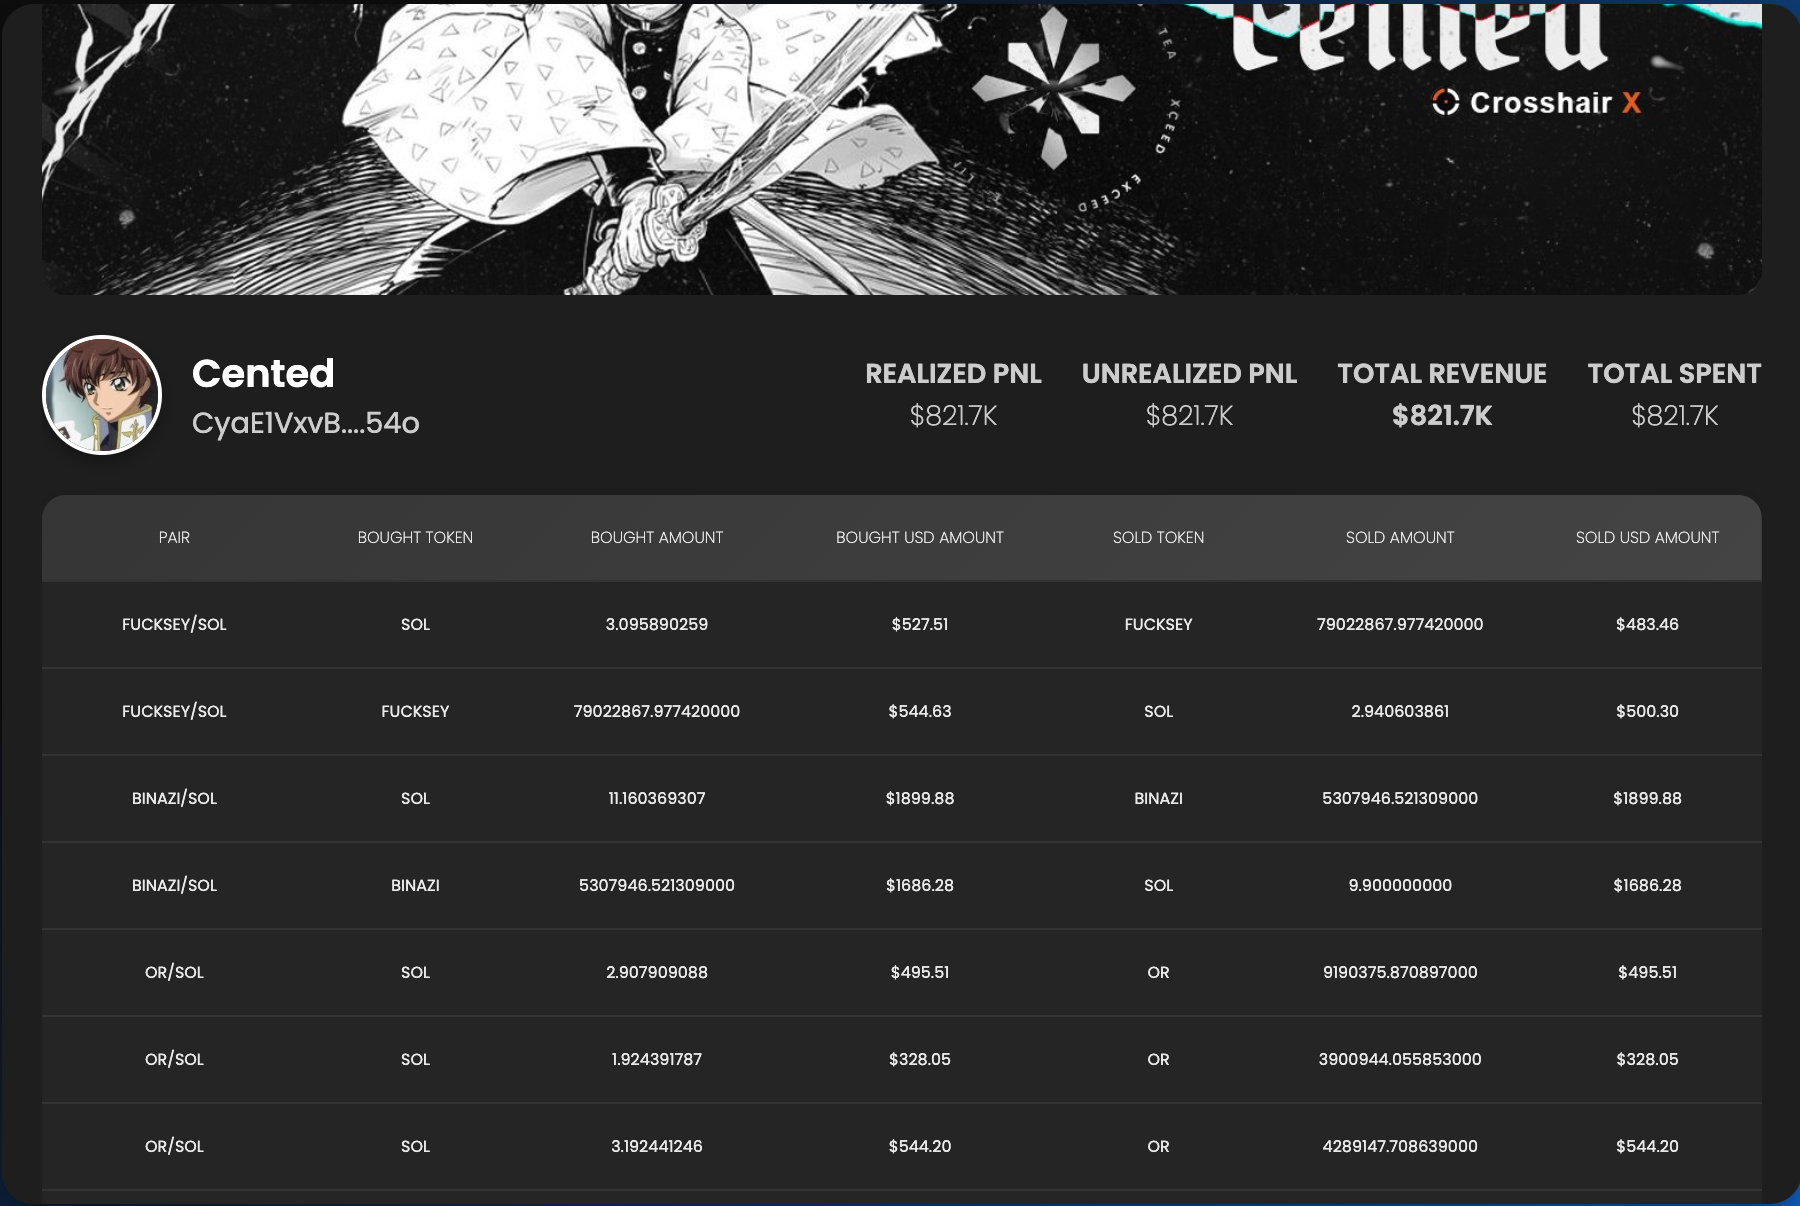 Cented
TEA XCEED EXCEED
Crosshair X
Cented
CyaE1VxvB....54o
REALIZED PNL UNREALIZED PNL TOTAL REVENUE TOTAL SPENT
$821.7K $821.7K $821.7K $821.7K
PAIR BOUGHT TOKEN BOUGHT AMOUNT BOUGHT USD AMOUNT SOLD TOKEN SOLD AMOUNT SOLD USD AMOUNT
FUCKSEY/SOL SOL 3.095890259 $527.51 FUCKSEY 79022867.977420000 $483.46
FUCKSEY/SOL FUCKSEY 79022867.977420000 $544.63 SOL 2.940603861 $500.30
BINAZI/SOL SOL 11.160369307 $1899.88 BINAZI 5307946.521309000 $1899.88
BINAZI/SOL BINAZI 5307946.521309000 $1686.28 SOL 9.900000000 $1686.28
OR/SOL SOL 2.907909088 $495.51 OR 9190375.870897000 $495.51
OR/SOL SOL 1.924391787 $328.05 OR 3900944.055853000 $328.05
OR/SOL SOL 3.192441246 $544.20 OR 4289147.708639000 $544.20